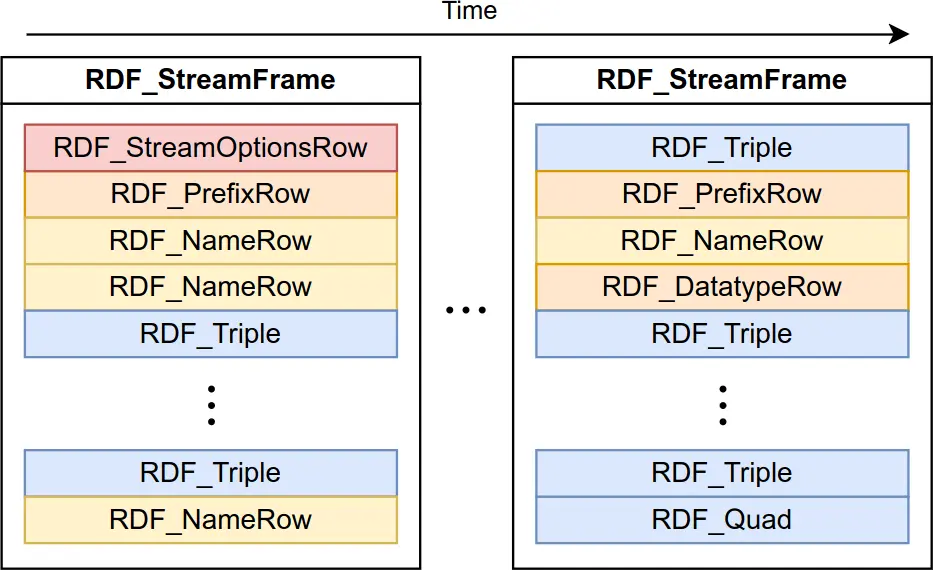 Time
RDF_StreamFrame
RDF_StreamOptionsRow
RDF_PrefixRow
RDF_NameRow
RDF_NameRow
RDF_Triple
RDF_Triple
RDF_NameRow
...
RDF_StreamFrame
RDF_Triple
RDF_PrefixRow
RDF_NameRow
RDF_DatatypeRow
RDF_Triple
RDF_Triple
RDF_Quad